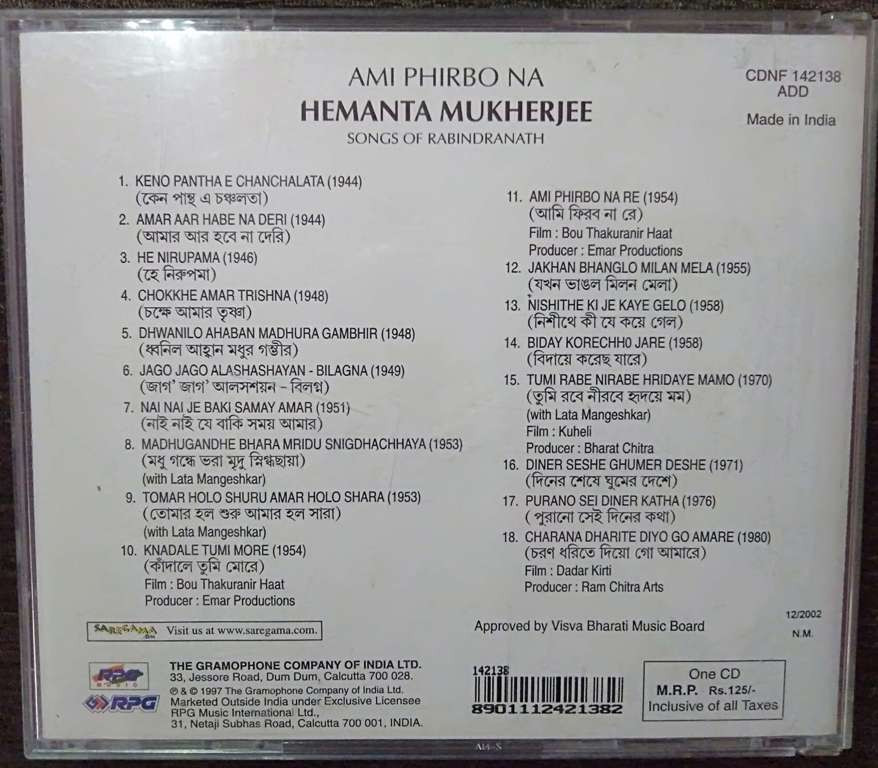 AMI PHIRBO NA
HEMANTA MUKHERJEE
SONGS OF RABINDRANATH
CDNF 142138
ADD
Made in India
1. KENO PANTHA E CHANCHALATA (1944)
(কেন পান্থ এ চঞ্চলতা)
2. AMAR AAR HABE NA DERI (1944)
(আমার আর হবে না দেরি)
3. HE NIRUPAMA (1946)
(হে নিরুপমা)
4. CHOKKHE AMAR TRISHNA (1948)
(চক্ষে আমার তৃষ্ণা)
5. DHWANILO AHABAN MADHURA GAMBHIR (1948)
(ধ্বনিল আহ্বান মধুর গম্ভীর)
6. JAGO JAGO ALASHASHAYAN - BILAGNA (1949)
(জাগ' জাগ' আলসশয়ন – বিলগ্ন)
7. NAI NAI JE BAKI SAMAY AMAR (1951)
(নাই নাই যে বাকি সময় আমার)
8. MADHUGANDHE BHARA MRIDU SNIGDHACHHAYA (1953)
(মধু গন্ধে ভরা মৃদু স্নিগ্ধছায়া)
(with Lata Mangeshkar)
9. TOMAR HOLO SHURU AMAR HOLO SHARA (1953)
(তোমার হল শুরু আমার হল সারা)
(with Lata Mangeshkar)
10. KNADALE TUMI MORE (1954)
(কাঁদালে তুমি মোরে)
Film : Bou Thakuranir Haat
Producer : Emar Productions
11. AMI PHIRBO NA RE (1954)
(আমি ফিরব না রে)
Film : Bou Thakuranir Haat
Producer : Emar Productions
12. JAKHAN BHANGLO MILAN MELA (1955)
(যখন ভাঙল মিলন মেলা)
13. NISHITHE KI JE KAYE GELO (1958)
(নিশীথে কী যে কয়ে গেল)
14. BIDAY KORECHH0 JARE (1958)
(বিদায়ে করেছ যারে)
15. TUMI RABE NIRABE HRIDAYE MAMO (1970)
(তুমি রবে নীরবে হৃদয়ে মম)
(with Lata Mangeshkar)
Film : Kuheli
Producer : Bharat Chitra
16. DINER SESHE GHUMER DESHE (1971)
(দিনের শেষে ঘুমের দেশে)
17. PURANO SEI DINER KATHA (1976)
( পুরানো সেই দিনের কথা)
18. CHARANA DHARITE DIYO GO AMARE (1980)
(চরণ ধরিতে দিয়ো গো আমারে)
Film : Dadar Kirti
Producer : Ram Chitra Arts
SAREGAMA.com Visit us at www.saregama.com.
Approved by Visva Bharati Music Board
12/2002
N.M.
RPG
MUSIC
RPG
THE GRAMOPHONE COMPANY OF INDIA LTD.
33, Jessore Road, Dum Dum, Calcutta 700 028.
℗ & © 1997 The Gramophone Company of India Ltd.
Marketed Outside India under Exclusive Licensee
RPG Music International Ltd.,
31, Netaji Subhas Road, Calcutta 700 001, INDIA.
142138
8901112421382
One CD
M.R.P. Rs.125/-
Inclusive of all Taxes